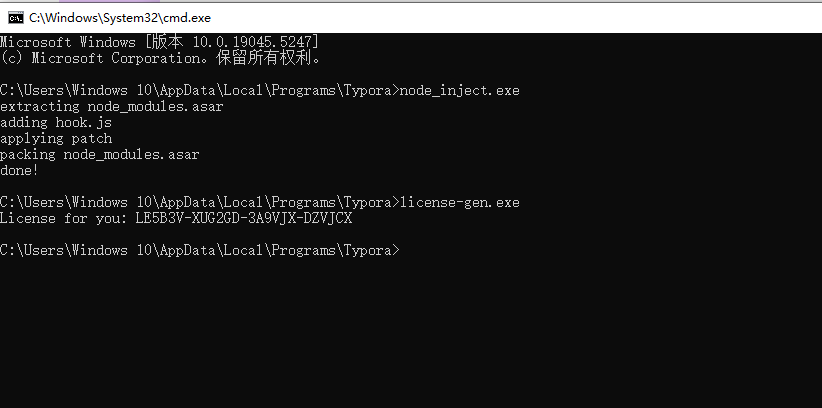 C:\Windows\System32\cmd.exe
Microsoft Windows [版本 10.0.19045.5247]
(c) Microsoft Corporation。保留所有权利。
C:\Users\Windows 10\AppData\Local\Programs\Typora>node_inject.exe
extracting node_modules.asar
adding hook.js
applying patch
packing node_modules.asar
done!
C:\Users\Windows 10\AppData\Local\Programs\Typora>license-gen.exe
License for you: LE5B3V-XUG2GD-3A9VJX-DZVJCX
C:\Users\Windows 10\AppData\Local\Programs\Typora>